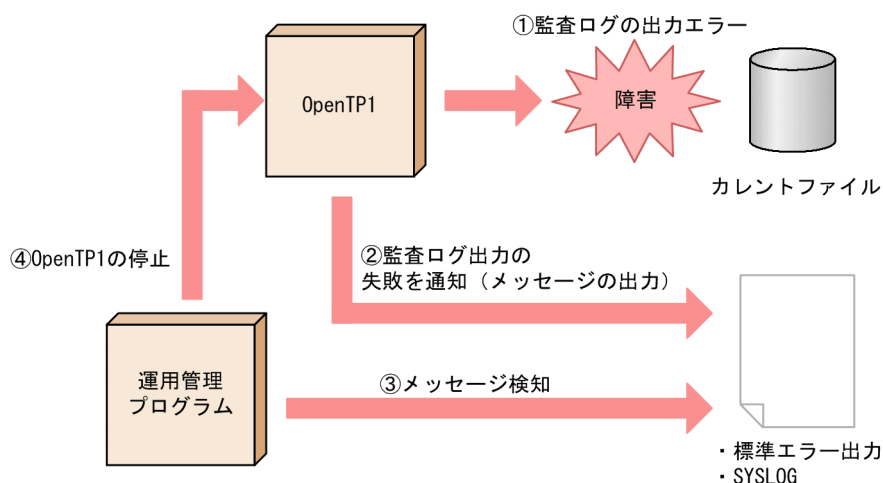 ①監査ログの出力エラー
OpenTP1
障害
カレントファイル
②監査ログ出力の
失敗を通知（メッセージの出力）
④OpenTP1の停止
運用管理
プログラム
③メッセージ検知
・標準エラー出力
・SYSLOG